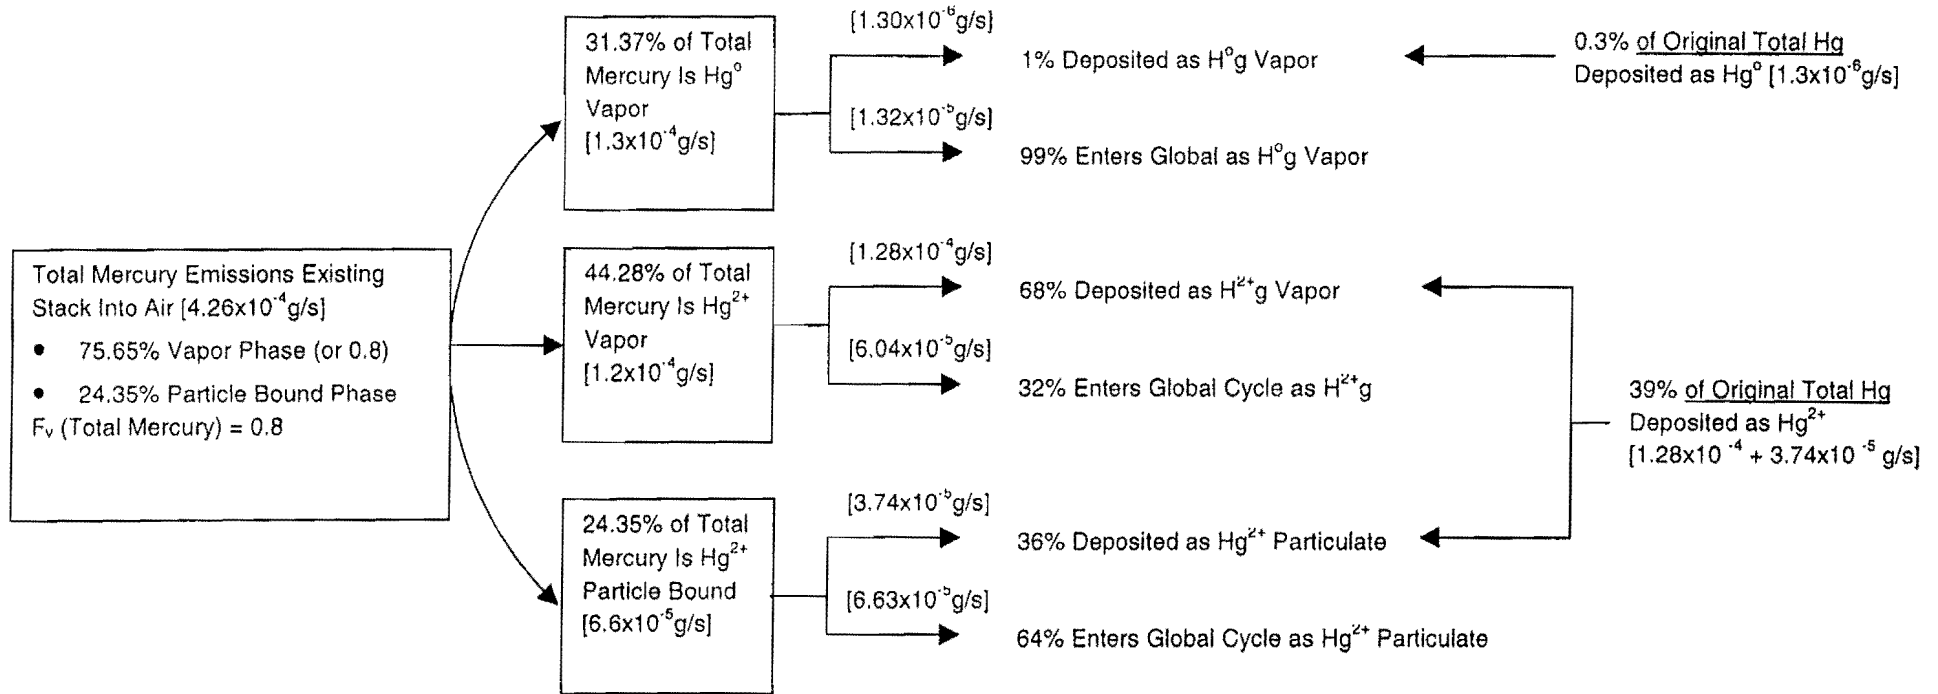 Total Mercury Emissions Existing
Stack Into Air [4.26x10⁻⁴g/s]
• 75.65% Vapor Phase (or 0.8)
• 24.35% Particle Bound Phase
Fᵥ (Total Mercury) = 0.8
31.37% of Total
Mercury Is Hg⁰
Vapor
[1.3x10⁻⁴g/s]
[1.30x10⁻⁶g/s]
1% Deposited as H⁰g Vapor
[1.32x10⁻⁵g/s]
99% Enters Global as H⁰g Vapor
0.3% of Original Total Hg
Deposited as Hg⁰ [1.3x10⁻⁶g/s]
44.28% of Total
Mercury Is Hg²⁺
Vapor
[1.2x10⁻⁴g/s]
[1.28x10⁻⁴g/s]
68% Deposited as H²⁺g Vapor
[6.04x10⁻⁵g/s]
32% Enters Global Cycle as H²⁺g
24.35% of Total
Mercury Is Hg²⁺
Particle Bound
[6.6x10⁻⁵g/s]
[3.74x10⁻⁵g/s]
36% Deposited as Hg²⁺ Particulate
[6.63x10⁻⁵g/s]
64% Enters Global Cycle as Hg²⁺ Particulate
39% of Original Total Hg
Deposited as Hg²⁺
[1.28x10⁻⁴ + 3.74x10⁻⁵ g/s]